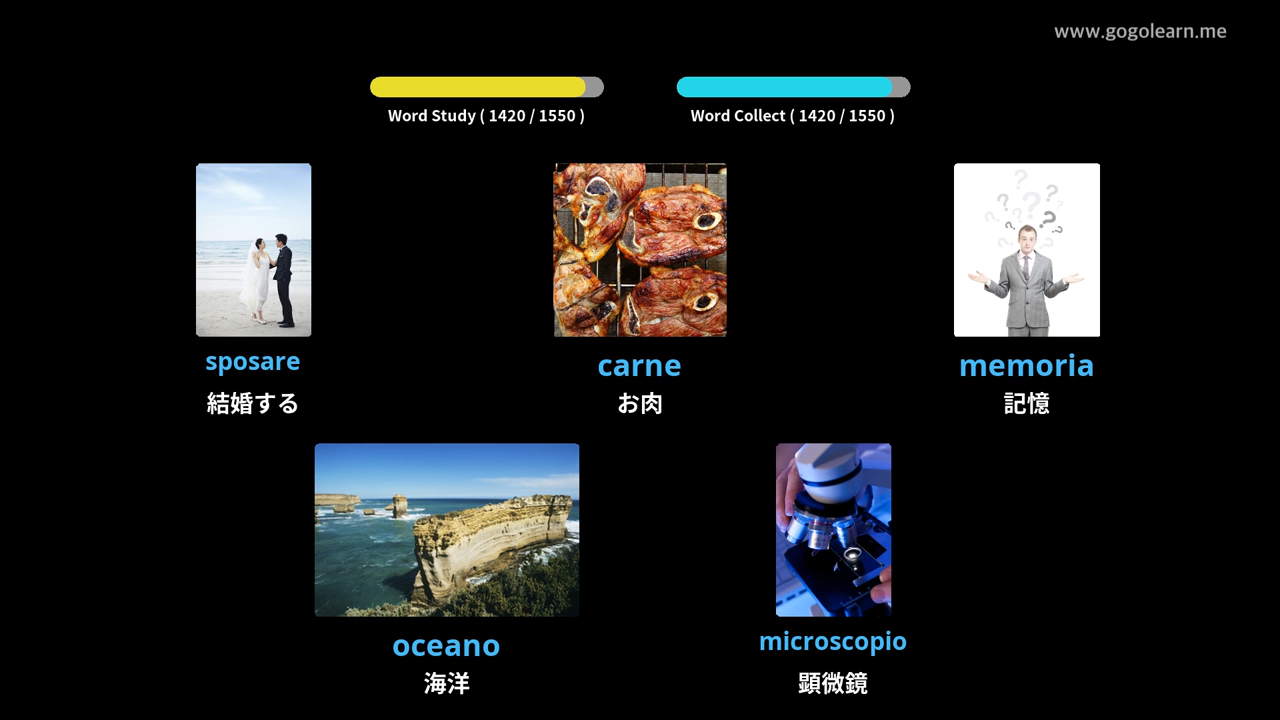 www.gogolearn.me
Word Study ( 1420 / 1550 )
Word Collect ( 1420 / 1550 )
sposare
結婚する
carne
お肉
memoria
記憶
oceano
海洋
microscopio
顕微鏡